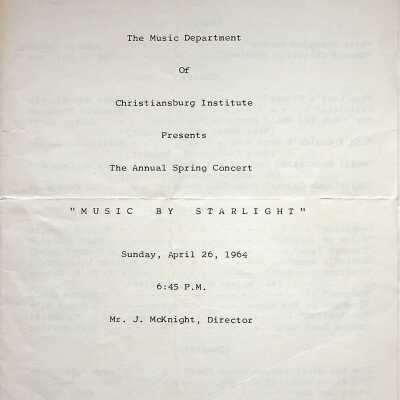 The Music Department
Of
Christiansburg Institute
Presents
The Annual Spring Concert
"MUSIC BY STARLIGHT"
Sunday, April 26, 1964
6:45 P.M.
Mr. J. McKnight, Director